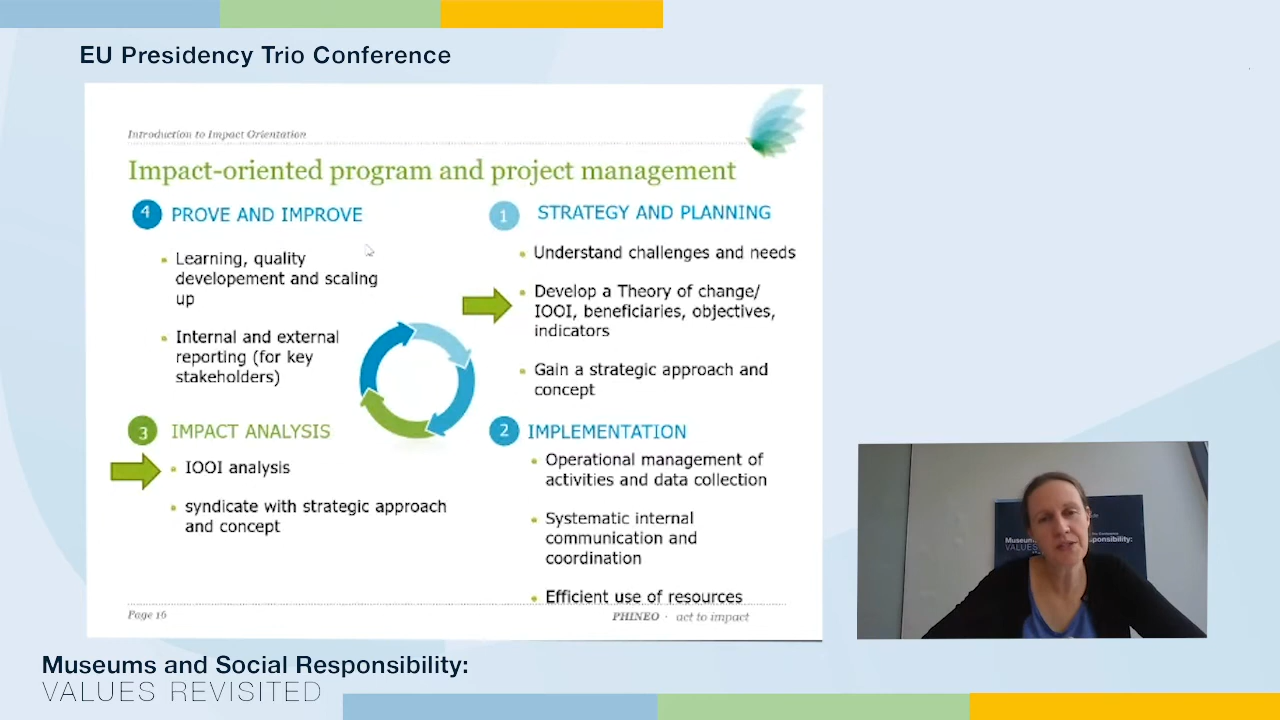 EU Presidency Trio Conference
Introduction to Impact Orientation
Impact-oriented program and project management
4 PROVE AND IMPROVE
Learning, quality
developement and scaling
up
Internal and external
reporting (for key
stakeholders)
1 STRATEGY AND PLANNING
Understand challenges and needs
Develop a Theory of change/
IOOI, beneficiaries, objectives,
indicators
Gain a strategic approach and
concept
3 IMPACT ANALYSIS
IOOI analysis
syndicate with strategic approach
and concept
2 IMPLEMENTATION
Operational management of
activities and data collection
Systematic internal
communication and
coordination
Efficient use of resources
Page 16
PHINEO · act to impact
Museums
Responsibility:
VALUES
Museums and Social Responsibility:
VALUES REVISITED